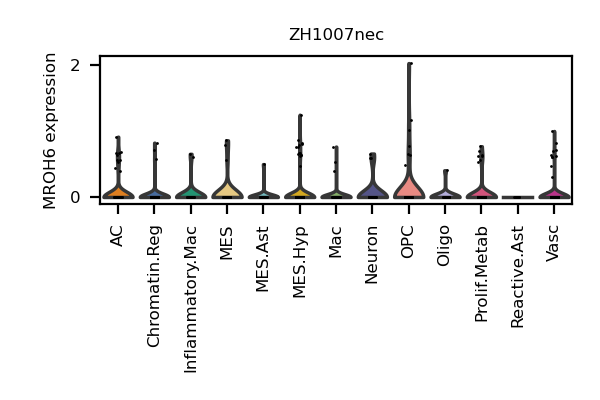 ZH1007nec
MROH6 expression
2
0
AC
Chromatin.Reg
Inflammatory.Mac
MES
MES.Ast
MES.Hyp
Mac
Neuron
OPC
Oligo
Prolif.Metab
Reactive.Ast
Vasc